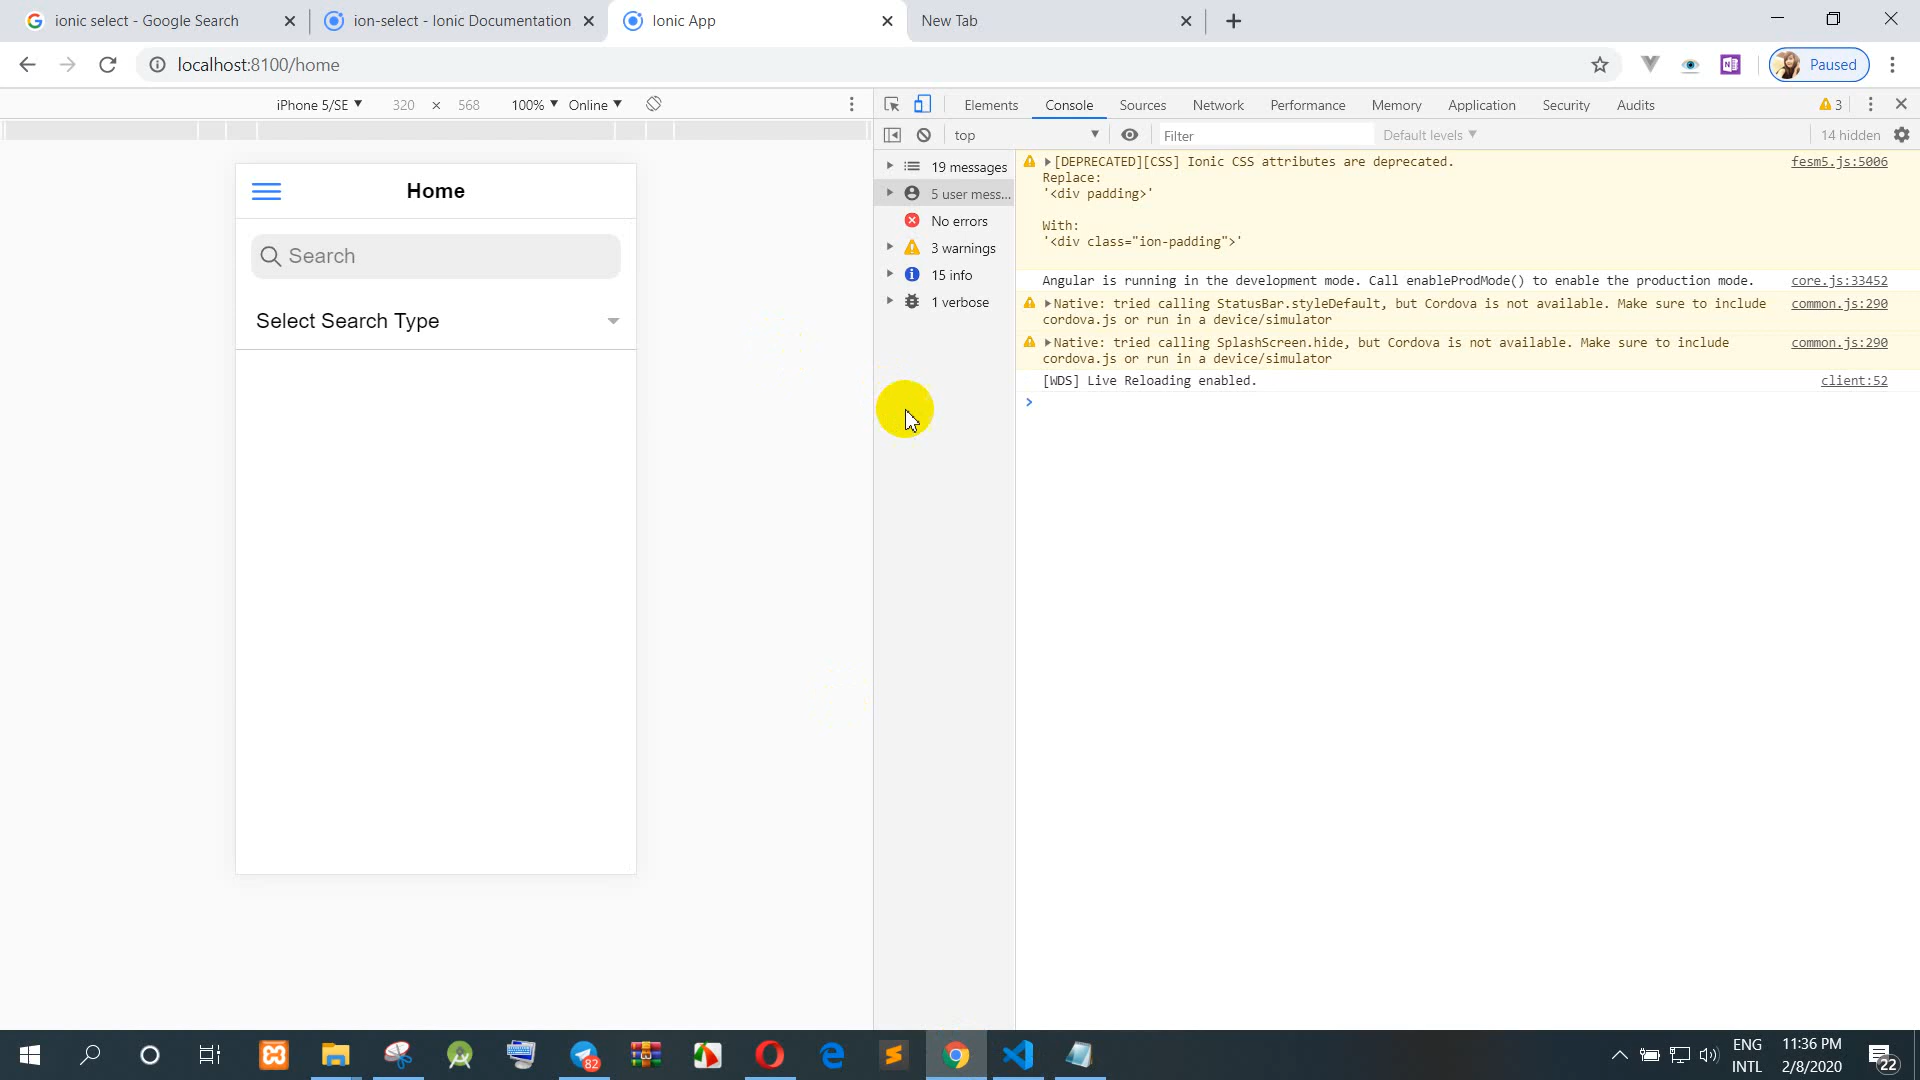 ionic select - Google Search
ion-select - Ionic Documentation
Ionic App
New Tab
localhost:8100/home
Paused
iPhone 5/SE 320 × 568 100% Online
Elements Console Sources Network Performance Memory Application Security Audits 3
top Filter Default levels 14 hidden
Home
Search
Select Search Type
19 messages
5 user mess...
No errors
3 warnings
15 info
1 verbose
[DEPRECATED][CSS] Ionic CSS attributes are deprecated. fesm5.js:5006
Replace:
'<div padding>'
With:
'<div class="ion-padding">'
Angular is running in the development mode. Call enableProdMode() to enable the production mode. core.js:33452
Native: tried calling StatusBar.styleDefault, but Cordova is not available. Make sure to include common.js:290
cordova.js or run in a device/simulator
Native: tried calling SplashScreen.hide, but Cordova is not available. Make sure to include common.js:290
cordova.js or run in a device/simulator
[WDS] Live Reloading enabled. client:52
82
ENG
INTL
11:36 PM
2/8/2020
22